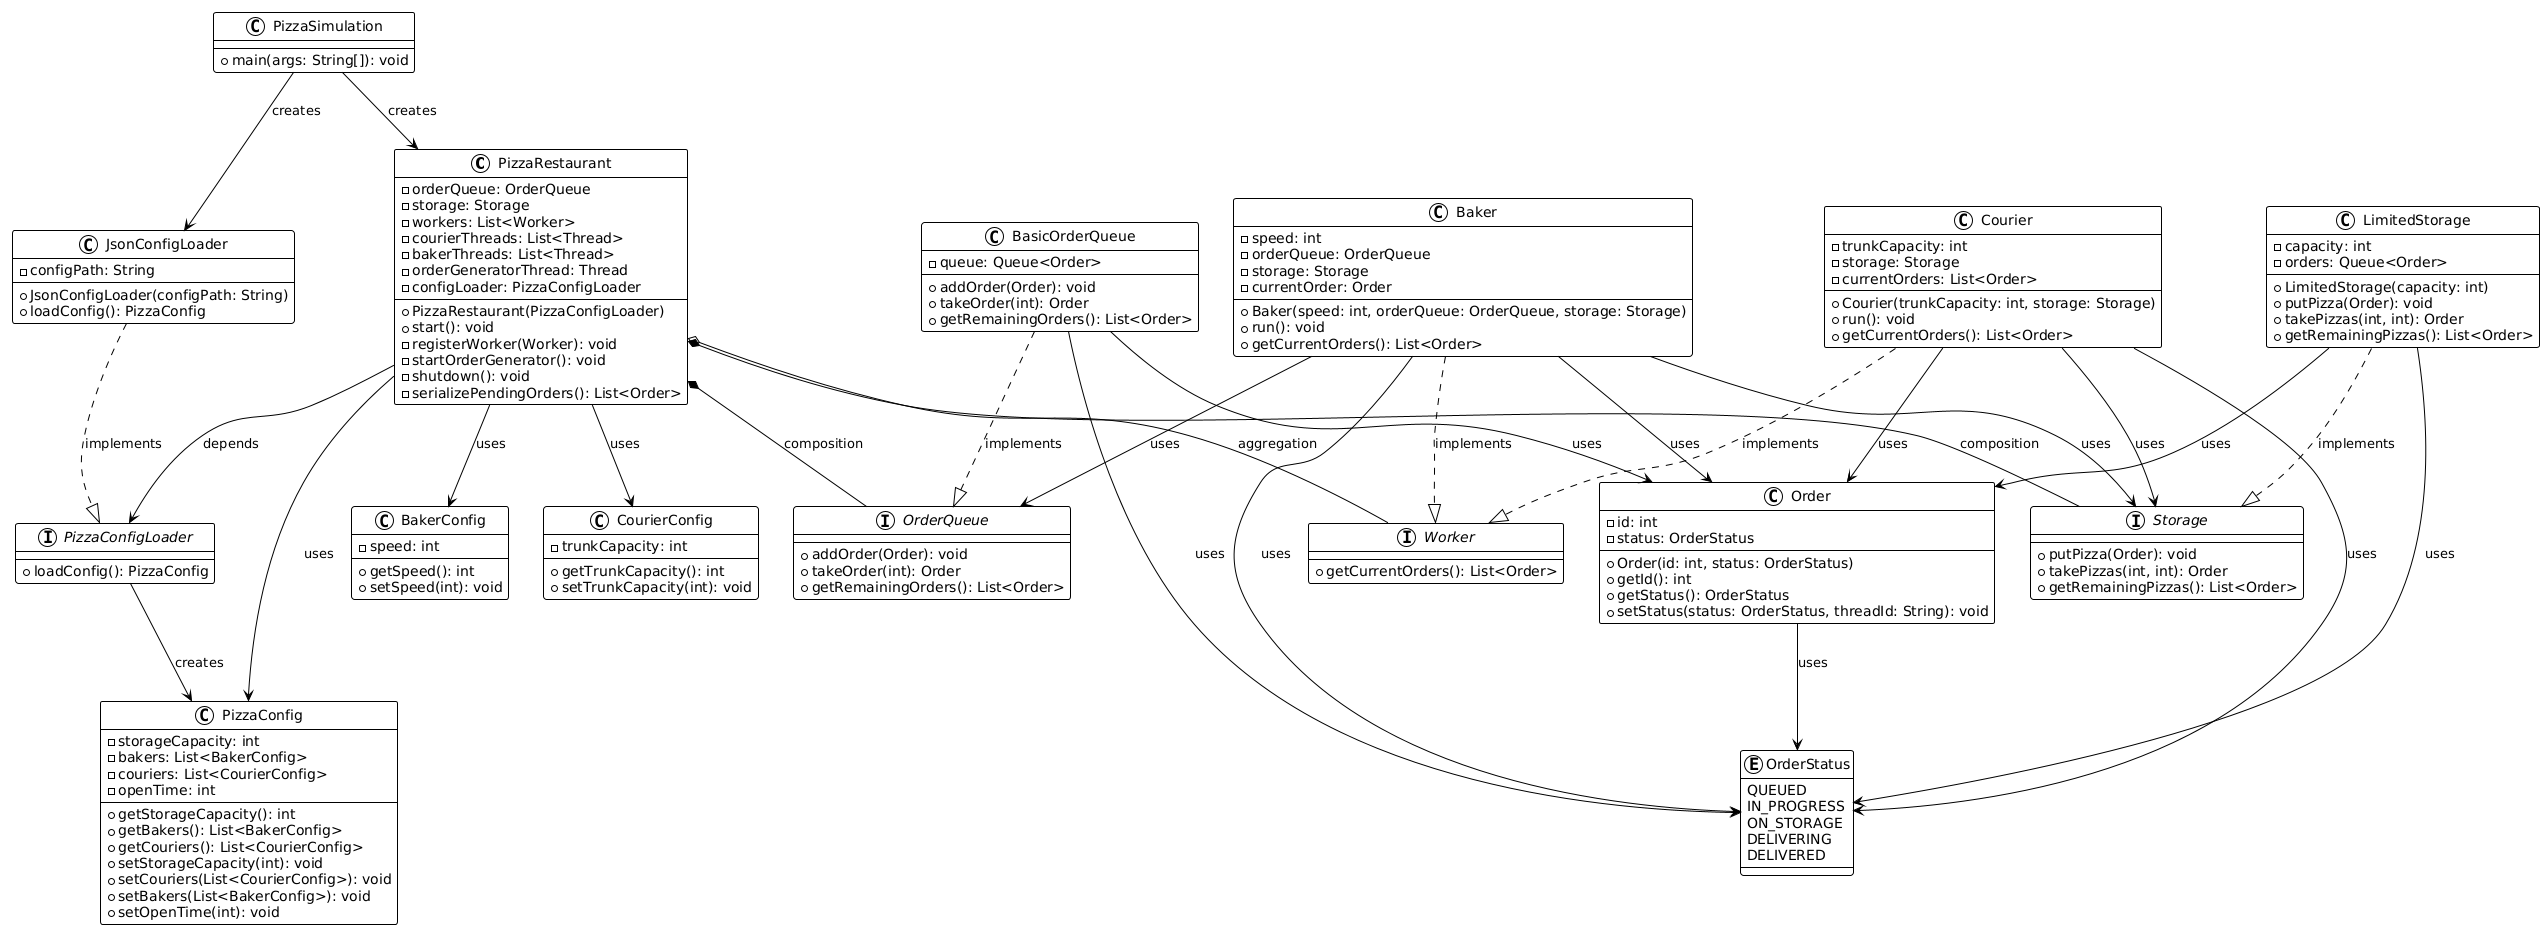 PizzaSimulation
main(args: String[]): void
creates
creates
PizzaRestaurant
orderQueue: OrderQueue
storage: Storage
workers: List<Worker>
courierThreads: List<Thread>
bakerThreads: List<Thread>
orderGeneratorThread: Thread
configLoader: PizzaConfigLoader
PizzaRestaurant(PizzaConfigLoader)
start(): void
registerWorker(Worker): void
startOrderGenerator(): void
shutdown(): void
serializePendingOrders(): List<Order>
JsonConfigLoader
configPath: String
JsonConfigLoader(configPath: String)
loadConfig(): PizzaConfig
BasicOrderQueue
queue: Queue<Order>
addOrder(Order): void
takeOrder(int): Order
getRemainingOrders(): List<Order>
Baker
speed: int
orderQueue: OrderQueue
storage: Storage
currentOrder: Order
Baker(speed: int, orderQueue: OrderQueue, storage: Storage)
run(): void
getCurrentOrders(): List<Order>
Courier
trunkCapacity: int
storage: Storage
currentOrders: List<Order>
Courier(trunkCapacity: int, storage: Storage)
run(): void
getCurrentOrders(): List<Order>
LimitedStorage
capacity: int
orders: Queue<Order>
LimitedStorage(capacity: int)
putPizza(Order): void
takePizzas(int, int): Order
getRemainingPizzas(): List<Order>
implements
depends
uses
uses
composition
implements
uses
aggregation
implements
uses
uses
implements
uses
composition
uses
uses
uses
implements
PizzaConfigLoader
loadConfig(): PizzaConfig
uses
BakerConfig
speed: int
getSpeed(): int
setSpeed(int): void
CourierConfig
trunkCapacity: int
getTrunkCapacity(): int
setTrunkCapacity(int): void
OrderQueue
addOrder(Order): void
takeOrder(int): Order
getRemainingOrders(): List<Order>
uses
uses
Worker
getCurrentOrders(): List<Order>
Order
id: int
status: OrderStatus
Order(id: int, status: OrderStatus)
getId(): int
getStatus(): OrderStatus
setStatus(status: OrderStatus, threadId: String): void
Storage
putPizza(Order): void
takePizzas(int, int): Order
getRemainingPizzas(): List<Order>
uses
uses
creates
uses
PizzaConfig
storageCapacity: int
bakers: List<BakerConfig>
couriers: List<CourierConfig>
openTime: int
getStorageCapacity(): int
getBakers(): List<BakerConfig>
getCouriers(): List<CourierConfig>
setStorageCapacity(int): void
setCouriers(List<CourierConfig>): void
setBakers(List<BakerConfig>): void
setOpenTime(int): void
OrderStatus
QUEUED
IN_PROGRESS
ON_STORAGE
DELIVERING
DELIVERED